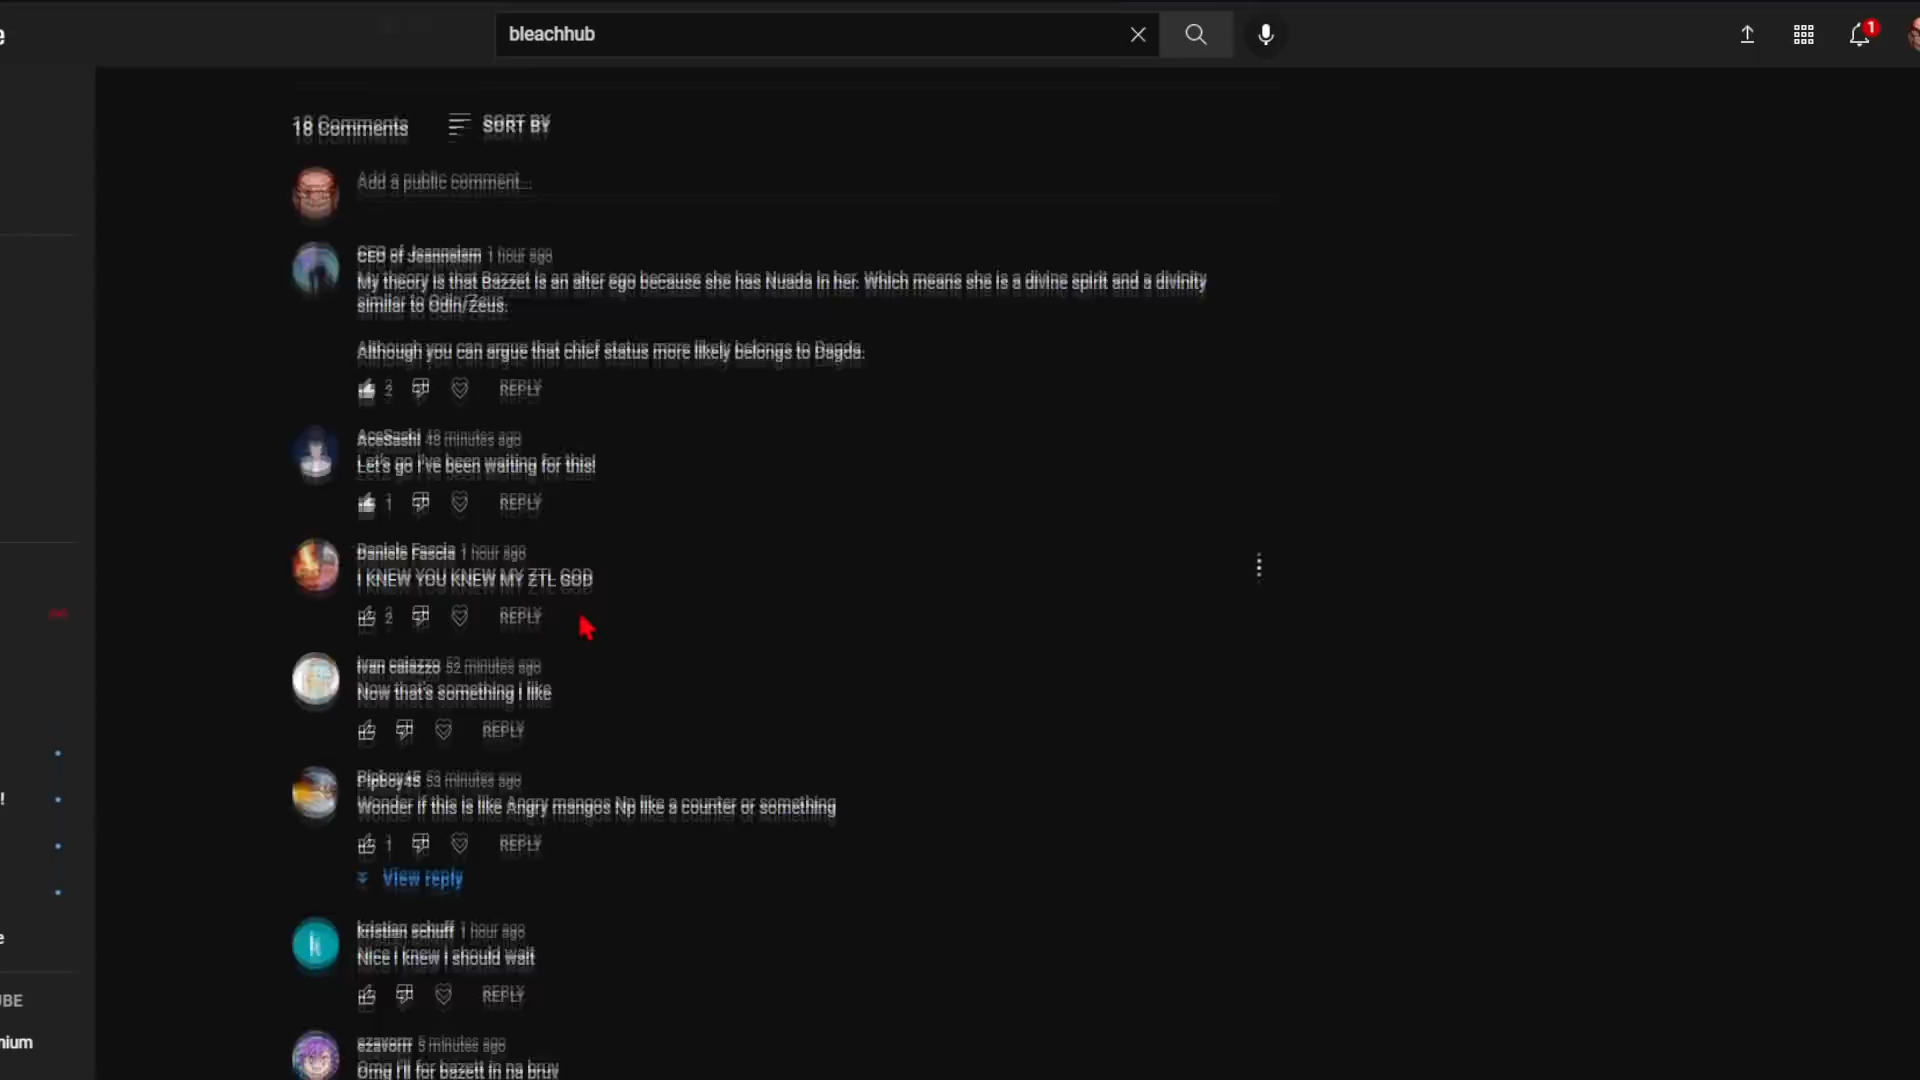 e
bleachhub
1
18 Comments
SORT BY
Add a public comment...
CEO of Jeanneism 1 hour ago
My theory is that Bazzet is an alter ego because she has Nuada in her. Which means she is a divine spirit and a divinity
similar to Odin/Zeus.
Although you can argue that chief status more likely belongs to Dagda.
2
REPLY
AceSashi 48 minutes ago
Let's go I've been waiting for this!
1
REPLY
Daniele Fascia 1 hour ago
I KNEW YOU KNEW MY ZTL GOD
2
REPLY
ivan caiazzo 52 minutes ago
Now that's something I like
REPLY
Pipboy45 53 minutes ago
Wonder if this is like Angry mangos Np like a counter or something
1
REPLY
View reply
!
kristian schuff 1 hour ago
Nice I knew I should wait
k
e
REPLY
UBE
nium
ezavorrr 5 minutes ago
Omg I'll for bazett in na bruv